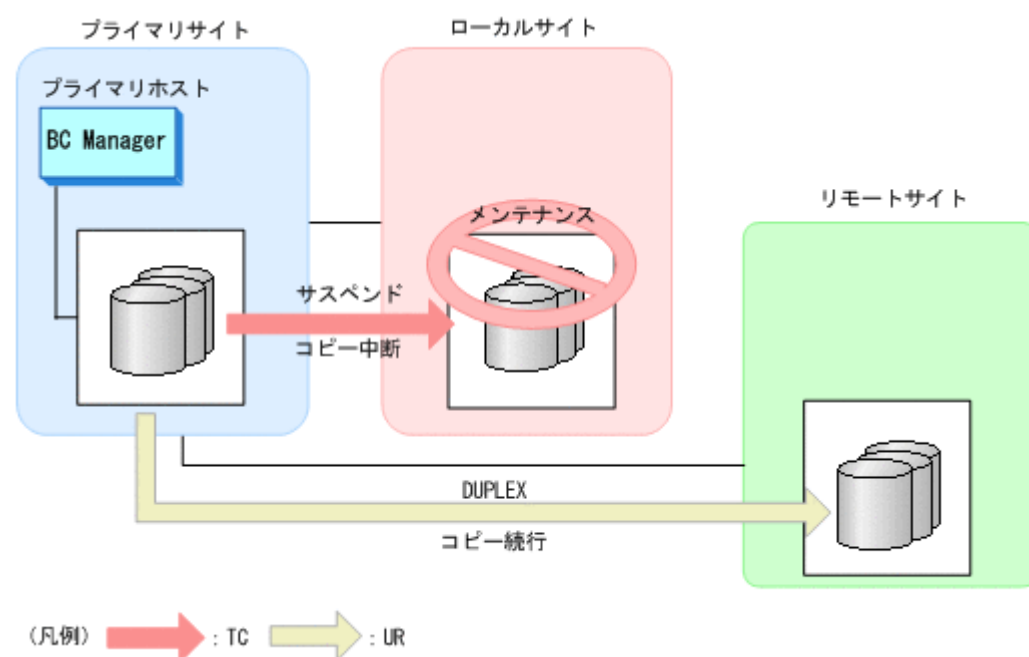 プライマリサイト
ローカルサイト
プライマリホスト
BC Manager
リモートサイト
メンテナンス
サスペンド
コピー中断
DUPLEX
コピー続行
(凡例) : TC : UR